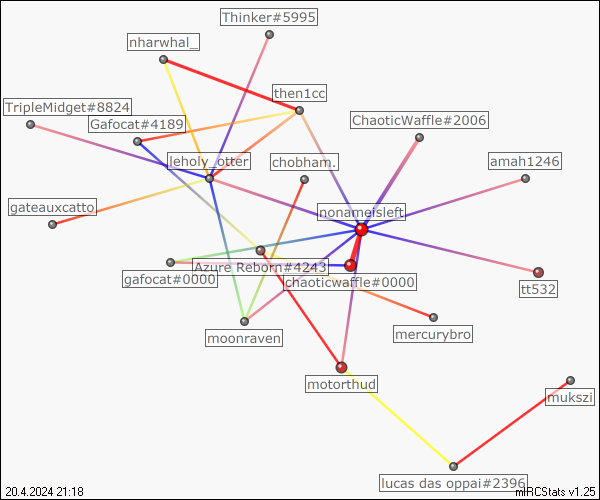 Thinker#5995
nharwhal_
then1cc
TripleMidget#8824
Gafocat#4189
ChaoticWaffle#2006
leholy_otter
chobham.
amah1246
gateauxcatto
nonameisleft
Azure Reborn#4243
gafocat#0000
chaoticwaffle#0000
tt532
moonraven
mercurybro
motorthud
mukszi
lucas das oppai#2396
20.4.2024 21:18
mIRCStats v1.25